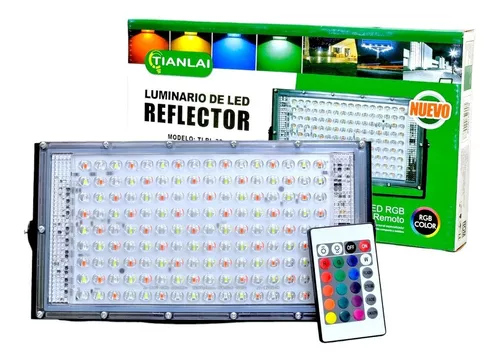 TIANLAI
LUMINARIO DE LED
REFLECTOR
MODELO:
NUEVO
ED RGB
Remoto
RGB
COLOR
OFF
ON
W